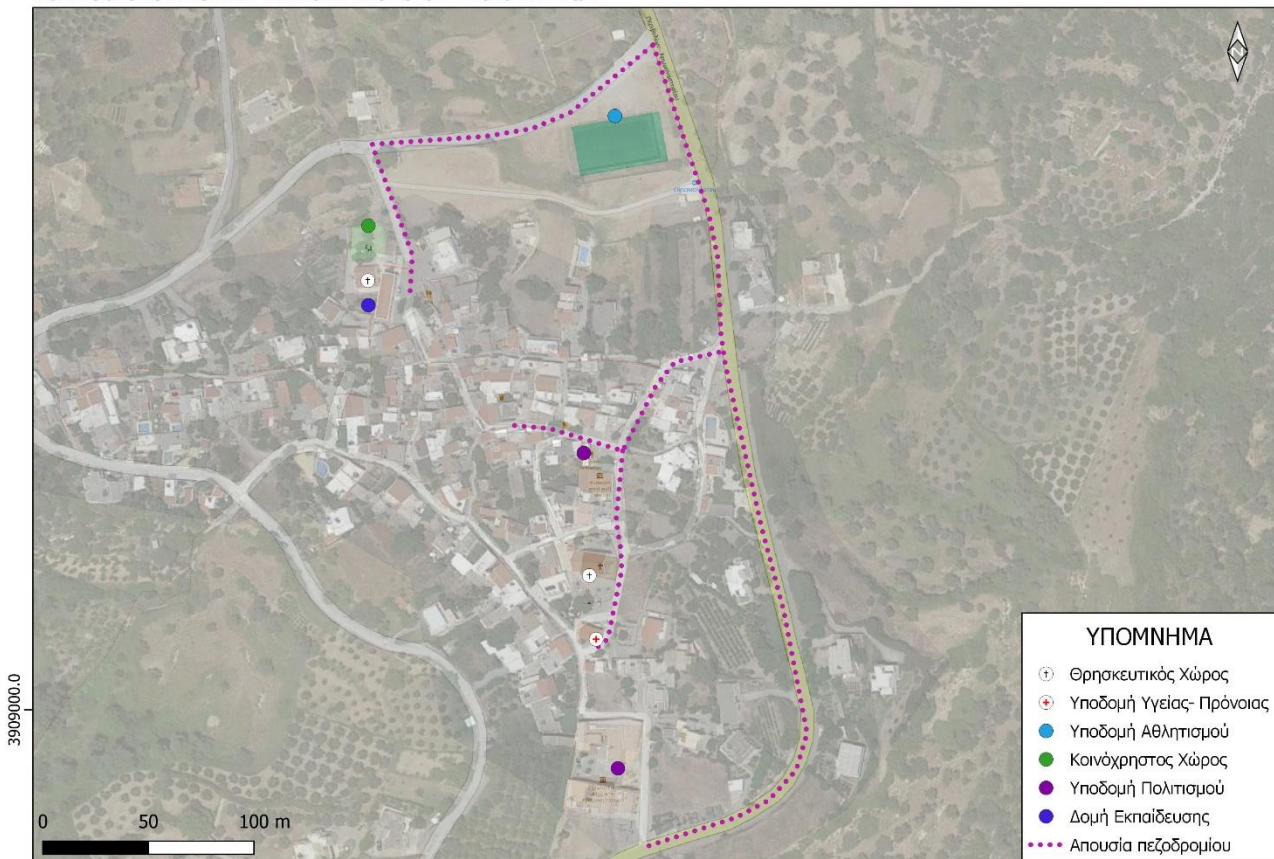 3909000.0
0 50 100 m
ΥΠΟΜΝΗΜΑ
Θρησκευτικός Χώρος
Υποδομή Υγείας- Πρόνοιας
Υποδομή Αθλητισμού
Κοινόχρηστος Χώρος
Υποδομή Πολιτισμού
Δομή Εκπαίδευσης
Απουσία πεζοδρομίου